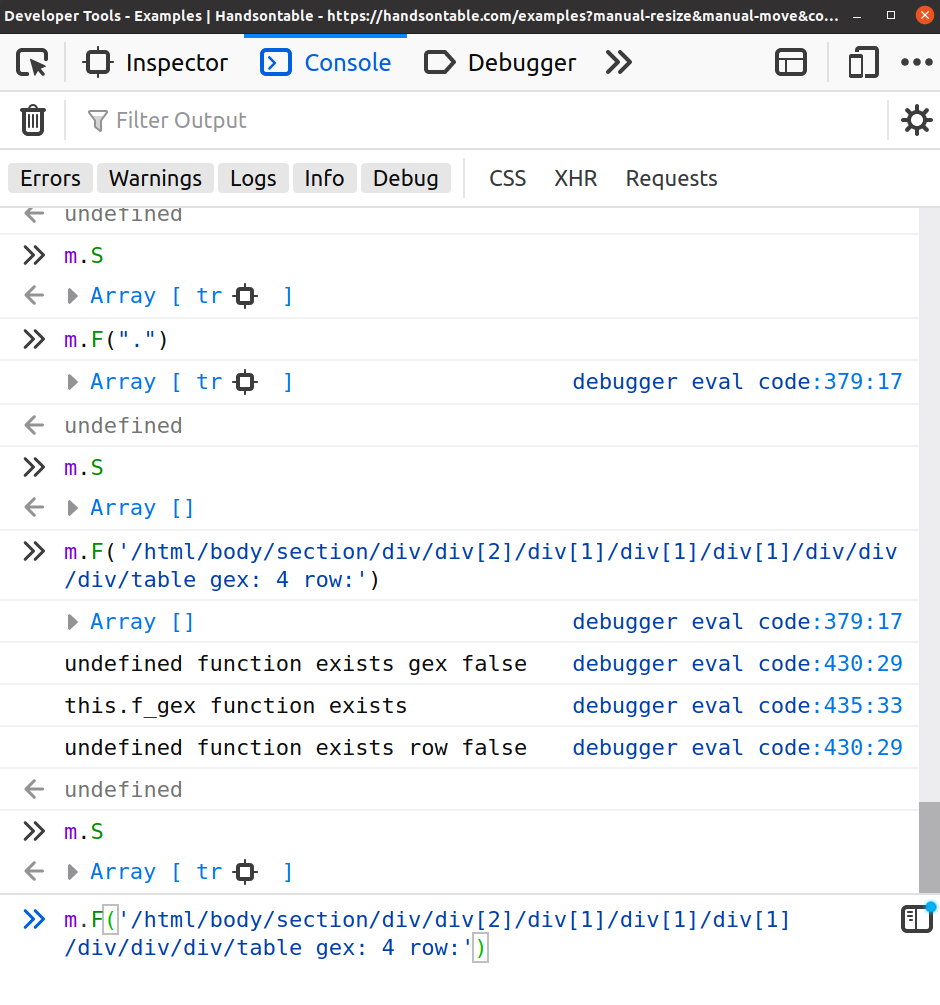 Developer Tools - Examples | Handsontable - https://handsontable.com/examples?manual-resize&manual-move&co...
Inspector Console Debugger
Filter Output
Errors Warnings Logs Info Debug CSS XHR Requests
undefined
m.S
Array [ tr ]
m.F(".")
Array [ tr ] debugger eval code:379:17
undefined
m.S
Array []
m.F('/html/body/section/div/div[2]/div[1]/div[1]/div[1]/div/div
/div/table gex: 4 row:')
Array [] debugger eval code:379:17
undefined function exists gex false debugger eval code:430:29
this.f_gex function exists debugger eval code:435:33
undefined function exists row false debugger eval code:430:29
undefined
m.S
Array [ tr ]
m.F('/html/body/section/div/div[2]/div[1]/div[1]/div[1]
/div/div/div/table gex: 4 row:')